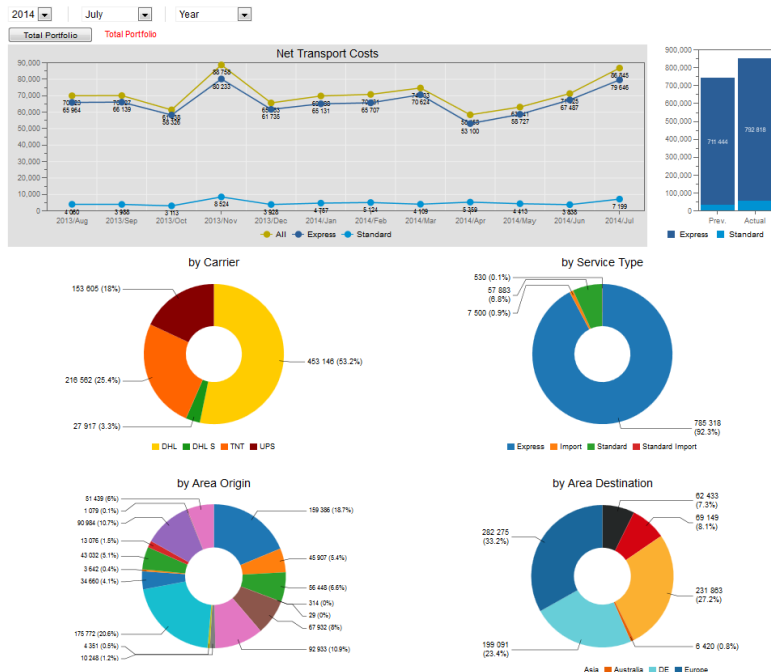 2014 July Year
Total Portfolio Total Portfolio
Net Transport Costs
90,000
80,000
70,000
60,000
50,000
40,000
30,000
20,000
10,000
0
88 758
86 845
65 964
66 139
58 326
80 233
61 735
65 131
65 707
70 624
53 100
58 727
67 487
79 646
4 060
3 988
3 113
8 524
3 928
4 757
5 124
4 109
5 359
4 413
3 838
7 199
2013/Aug 2013/Sep 2013/Oct 2013/Nov 2013/Dec 2014/Jan 2014/Feb 2014/Mar 2014/Apr 2014/May 2014/Jun 2014/Jul
All Express Standard
900,000
800,000
700,000
600,000
500,000
400,000
300,000
200,000
100,000
0
711 444
792 818
Prev. Actual
Express Standard
by Carrier
153 605 (18%)
453 146 (53.2%)
216 562 (25.4%)
27 917 (3.3%)
DHL DHL S TNT UPS
by Service Type
530 (0.1%)
57 883
(6.8%)
7 500 (0.9%)
785 318
(92.3%)
Express Import Standard Standard Import
by Area Origin
51 439 (6%)
1 079 (0.1%)
90 984 (10.7%)
13 076 (1.5%)
43 032 (5.1%)
3 642 (0.4%)
34 660 (4.1%)
175 772 (20.6%)
4 351 (0.5%)
10 248 (1.2%)
159 386 (18.7%)
45 907 (5.4%)
56 448 (6.6%)
314 (0%)
29 (0%)
67 932 (8%)
92 933 (10.9%)
by Area Destination
62 433
(7.3%)
69 149
(8.1%)
282 275
(33.2%)
231 863
(27.2%)
199 091
(23.4%)
6 420 (0.8%)
Asia Australia DE Europe